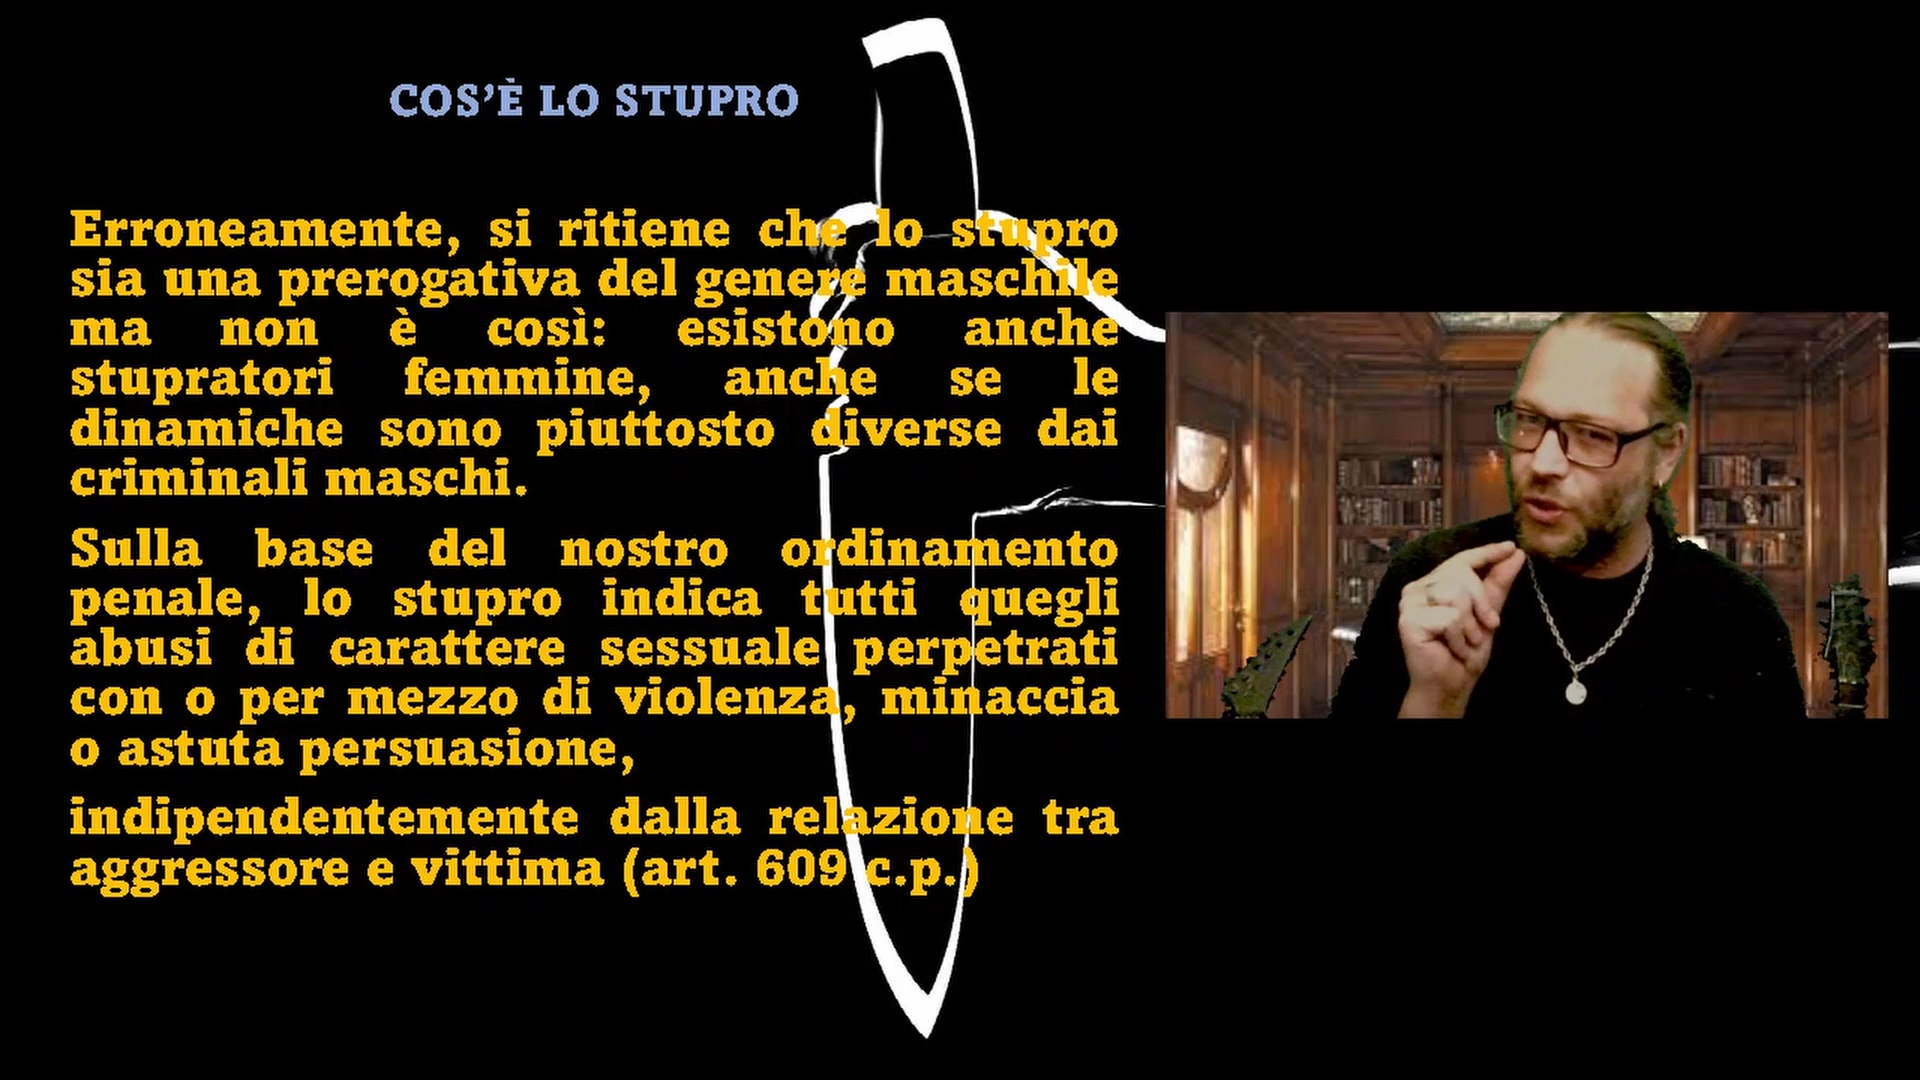 COS'È LO STUPRO
Erroneamente, si ritiene che lo stupro
sia una prerogativa del genere maschile
ma non è così: esistono anche
stupratori femmine, anche se le
dinamiche sono piuttosto diverse dai
criminali maschi.
Sulla base del nostro ordinamento
penale, lo stupro indica tutti quegli
abusi di carattere sessuale perpetrati
con o per mezzo di violenza, minaccia
o astuta persuasione,
indipendentemente dalla relazione tra
aggressore e vittima (art. 609 c.p.)